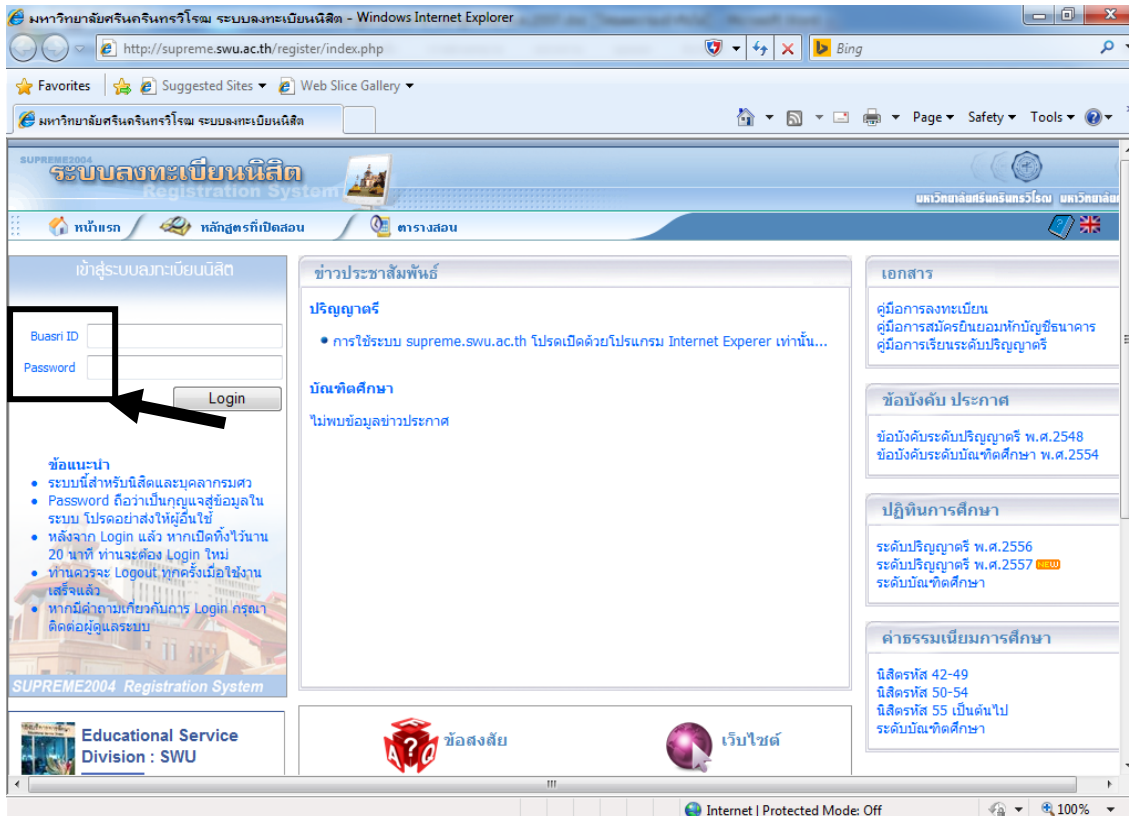 มหาวิทยาลัยศรีนครินทรวิโรฒ ระบบลงทะเบียนนิสิต - Windows Internet Explorer
http://supreme.swu.ac.th/register/index.php
Bing
Favorites
Suggested Sites
Web Slice Gallery
มหาวิทยาลัยศรีนครินทรวิโรฒ ระบบลงทะเบียนนิสิต
Page
Safety
Tools
SUPREME2004
ระบบลงทะเบียนนิสิต
Registration System
มหาวิทยาลัยศรีนครินทรวิโรฒ
หน้าแรก
หลักสูตรที่เปิดสอน
ตารางสอน
เข้าสู่ระบบลงทะเบียนนิสิต
Buasri ID
Password
Login
ข้อแนะนำ
• ระบบนี้สำหรับนิสิตและบุคลากรมศว
• Password ถือว่าเป็นกุญแจสู่ข้อมูลใน
ระบบ โปรดอย่าส่งให้ผู้อื่นใช้
• หลังจาก Login แล้ว หากเปิดทิ้งไว้นาน
20 นาที ท่านจะต้อง Login ใหม่
• ท่านควรจะ Logout ทุกครั้งเมื่อใช้งาน
เสร็จแล้ว
• หากมีคำถามเกี่ยวกับการ Login กรุณา
ติดต่อผู้ดูแลระบบ
SUPREME2004 Registration System
Educational Service
Division : SWU
ข่าวประชาสัมพันธ์
ปริญญาตรี
• การใช้ระบบ supreme.swu.ac.th โปรดเปิดด้วยโปรแกรม Internet Experer เท่านั้น...
บัณฑิตศึกษา
ไม่พบข้อมูลข่าวประกาศ
ข้อสงสัย
เว็บไซต์
เอกสาร
คู่มือการลงทะเบียน
คู่มือการสมัครยินยอมหักบัญชีธนาคาร
คู่มือการเรียนระดับปริญญาตรี
ข้อบังคับ ประกาศ
ข้อบังคับระดับปริญญาตรี พ.ศ.2548
ข้อบังคับระดับบัณฑิตศึกษา พ.ศ.2554
ปฏิทินการศึกษา
ระดับปริญญาตรี พ.ศ.2556
ระดับปริญญาตรี พ.ศ.2557 NEW
ระดับบัณฑิตศึกษา
ค่าธรรมเนียมการศึกษา
นิสิตรหัส 42-49
นิสิตรหัส 50-54
นิสิตรหัส 55 เป็นต้นไป
ระดับบัณฑิตศึกษา
Internet | Protected Mode: Off
100%